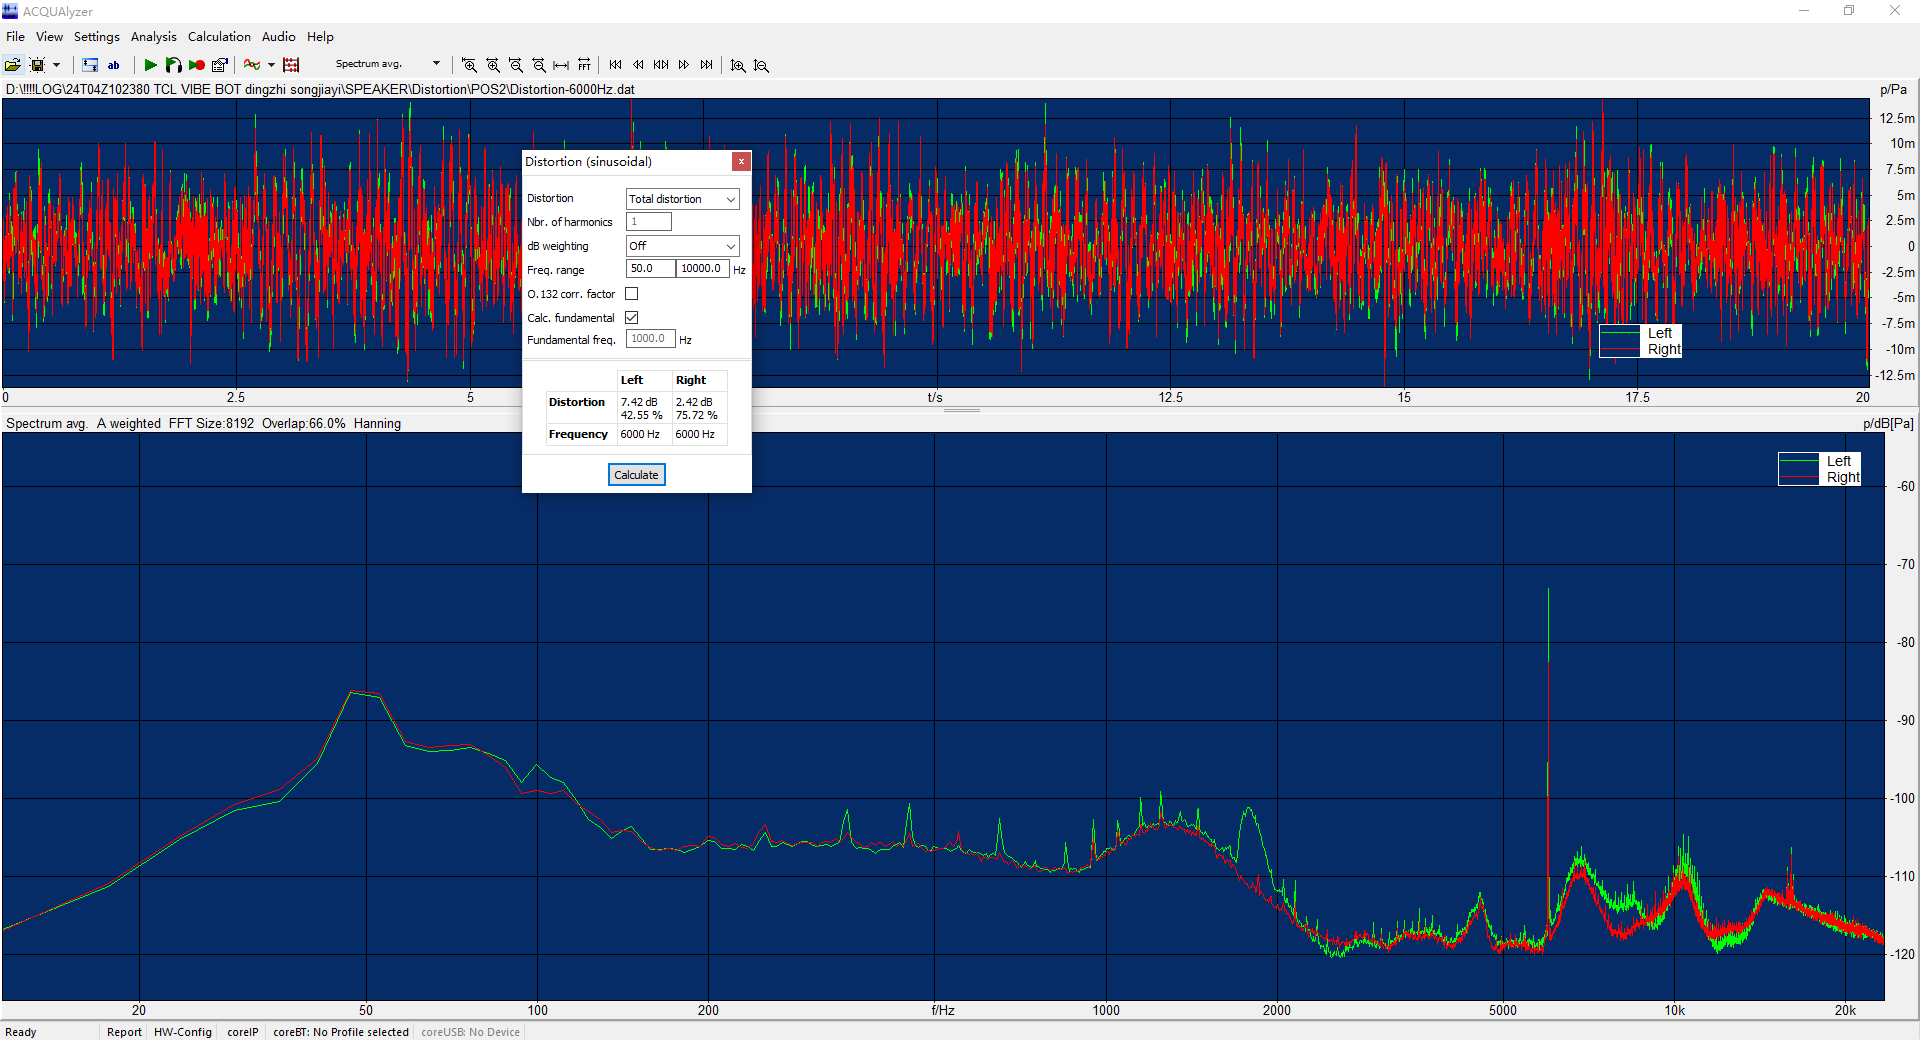 ACQUAlyzer
File View Settings Analysis Calculation Audio Help
ab Spectrum avg. FFT
D:\!!!!LOG\24T04Z102380 TCL VIBE BOT dingzhi songjiayi\SPEAKER\Distortion\POS2\Distortion-6000Hz.dat p/Pa
12.5m
10m
7.5m
5m
2.5m
0
-2.5m
-5m
-7.5m
-10m
-12.5m
Left
Right
0 2.5 5 t/s 12.5 15 17.5 20
Distortion (sinusoidal) x
Distortion Total distortion
Nbr. of harmonics 1
dB weighting Off
Freq. range 50.0 10000.0 Hz
O.132 corr. factor
Calc. fundamental
Fundamental freq. 1000.0 Hz
Left Right
Distortion 7.42 dB 2.42 dB
42.55 % 75.72 %
Frequency 6000 Hz 6000 Hz
Calculate
Spectrum avg. A weighted FFT Size:8192 Overlap:66.0% Hanning p/dB[Pa]
Left
Right
-60
-70
-80
-90
-100
-110
-120
20 50 100 200 f/Hz 1000 2000 5000 10k 20k
Ready Report HW-Config coreIP coreBT: No Profile selected coreUSB: No Device